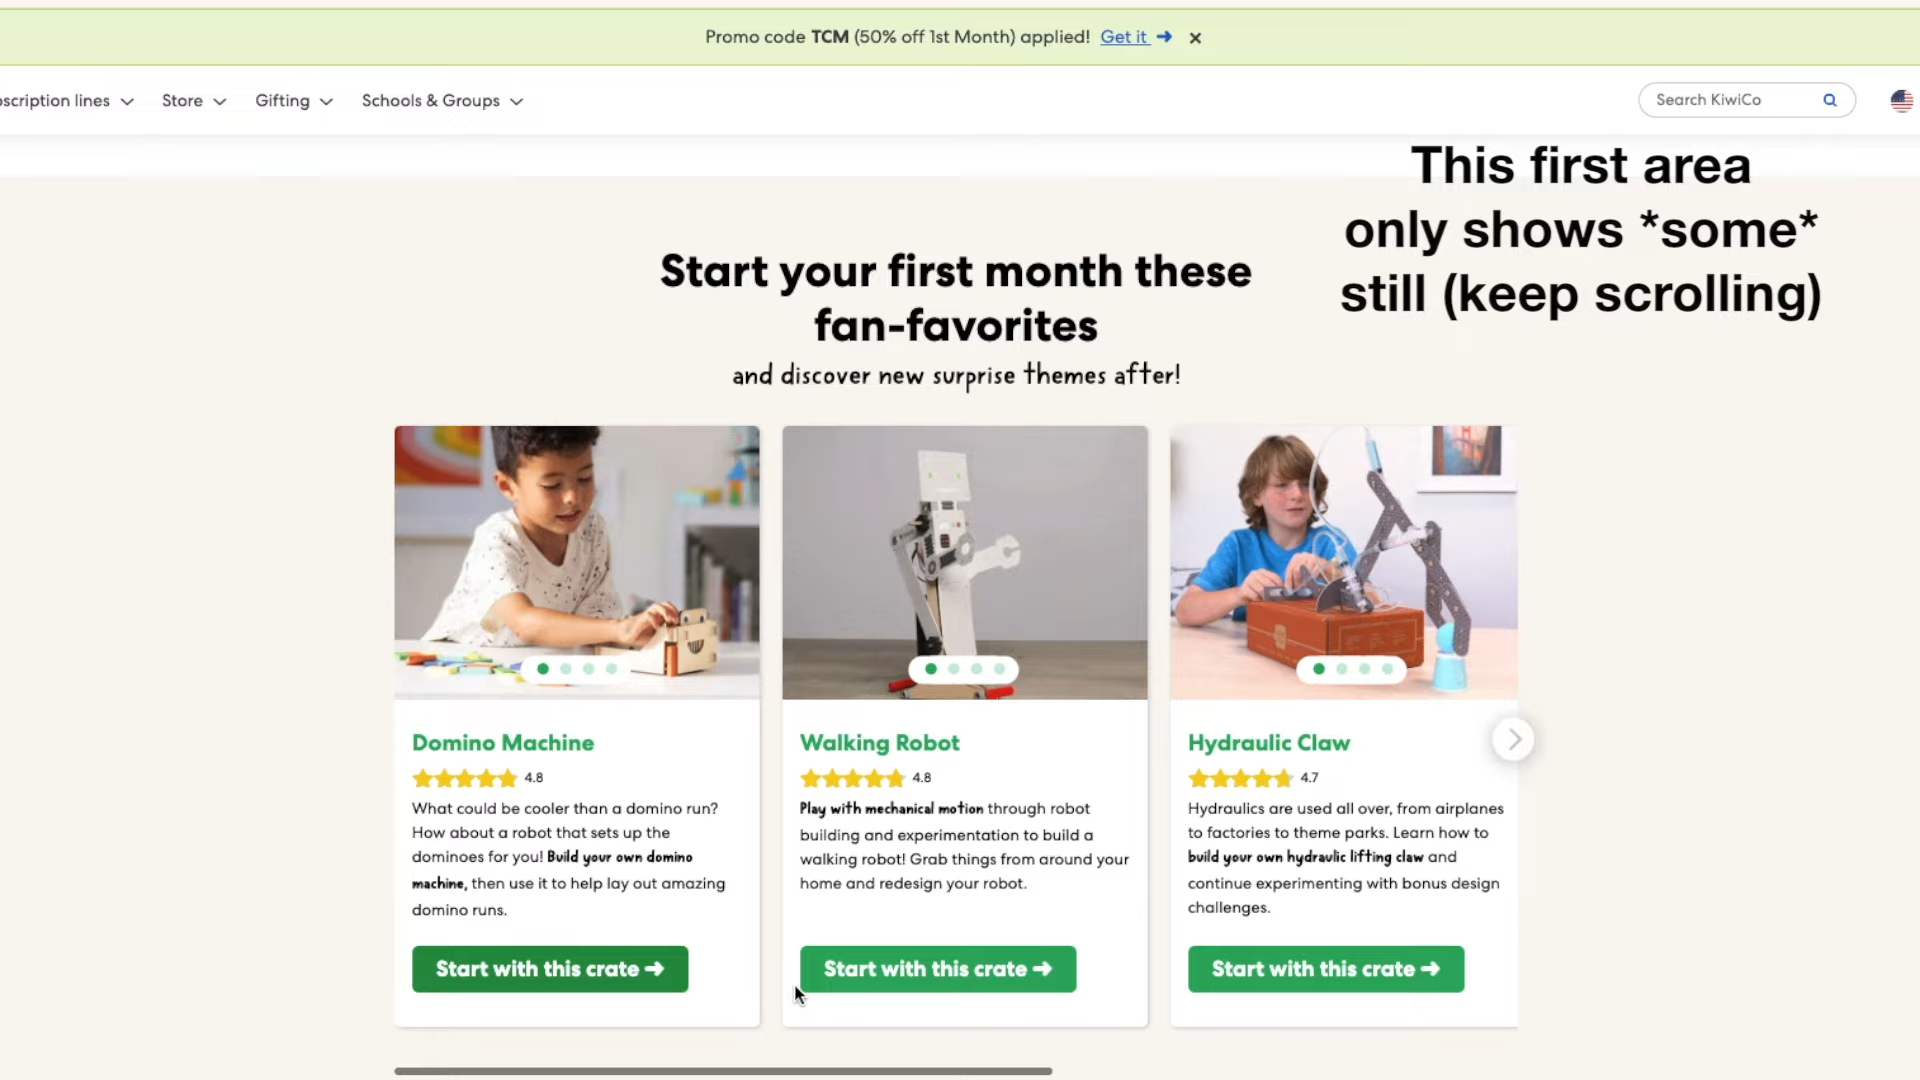 Promo code TCM (50% off 1st Month) applied! Get it ➔ ×
oscription lines
Store
Gifting
Schools & Groups
Search KiwiCo
This first area
only shows *some*
still (keep scrolling)
Start your first month these
fan-favorites
and discover new surprise themes after!
Domino Machine
4.8
What could be cooler than a domino run?
How about a robot that sets up the
dominoes for you! Build your own domino
machine, then use it to help lay out amazing
domino runs.
Start with this crate ➔
Walking Robot
4.8
Play with mechanical motion through robot
building and experimentation to build a
walking robot! Grab things from around your
home and redesign your robot.
Start with this crate ➔
Hydraulic Claw
4.7
Hydraulics are used all over, from airplanes
to factories to theme parks. Learn how to
build your own hydraulic lifting claw and
continue experimenting with bonus design
challenges.
Start with this crate ➔